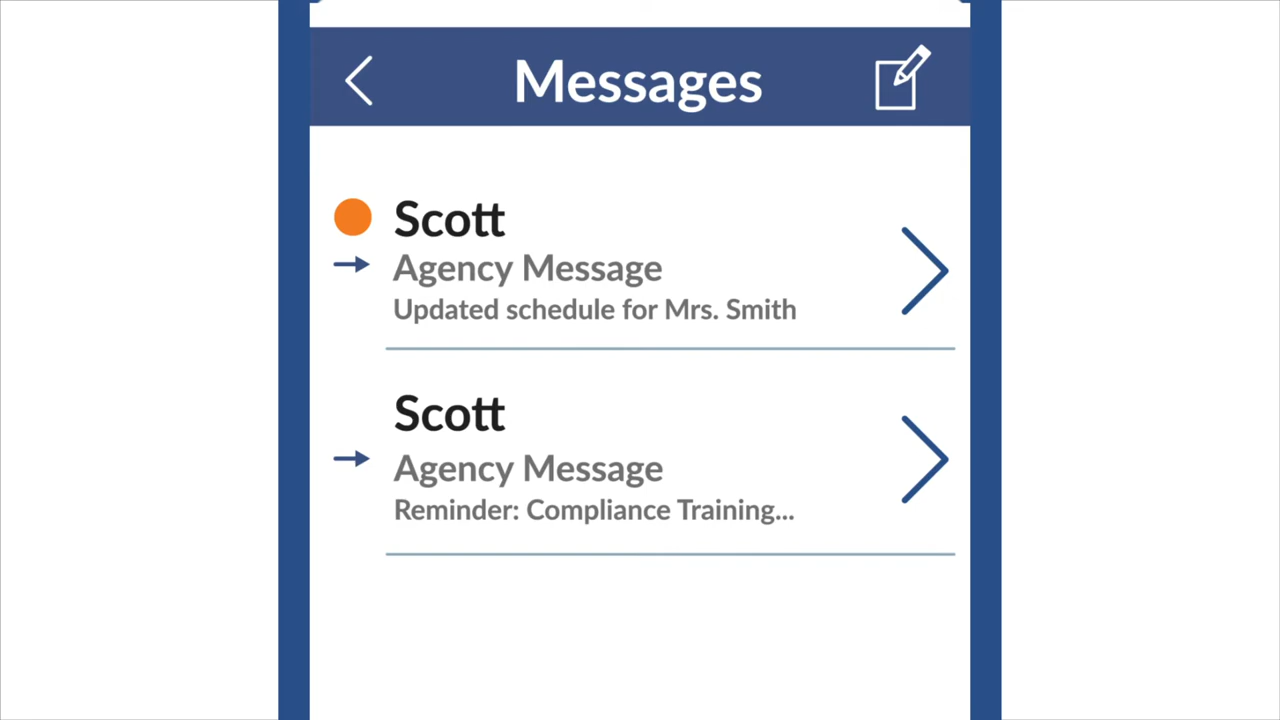 Messages
Scott
Agency Message
Updated schedule for Mrs. Smith
Scott
Agency Message
Reminder: Compliance Training...